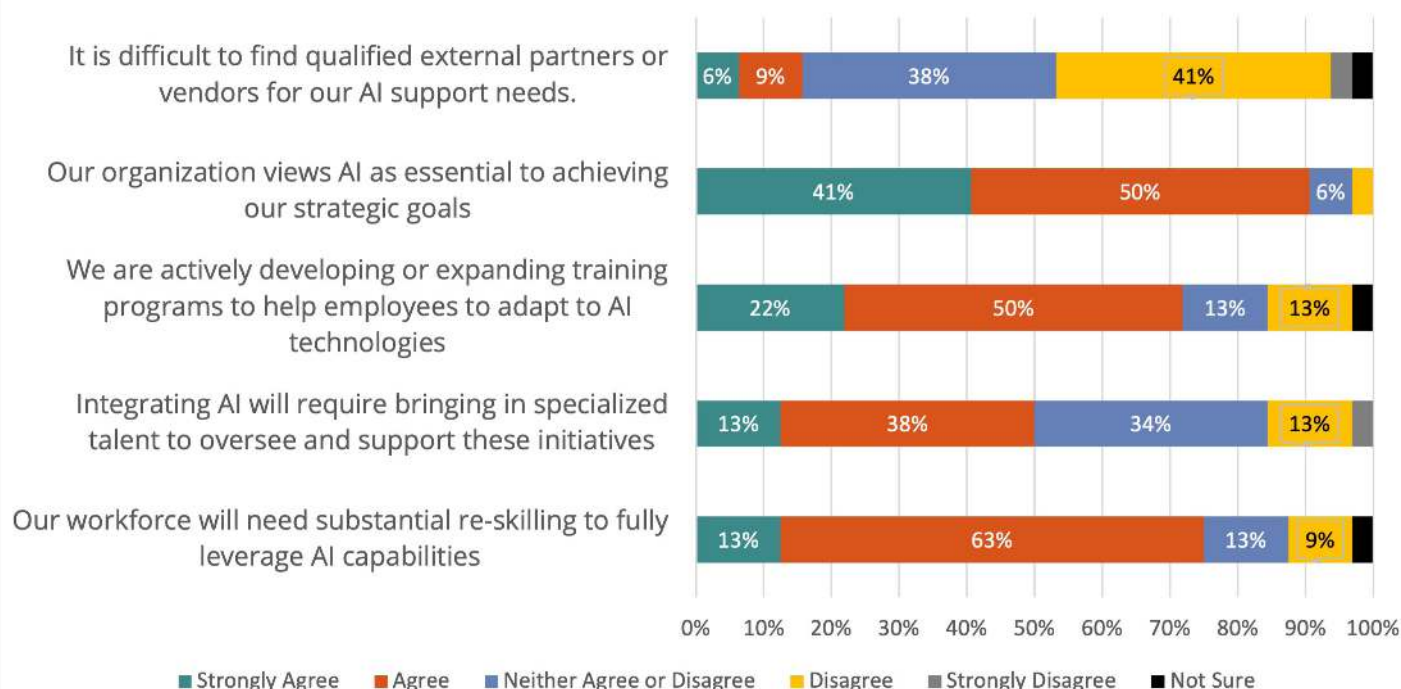 It is difficult to find qualified external partners or
vendors for our AI support needs.
6% 9% 38% 41%
Our organization views AI as essential to achieving
our strategic goals
41% 50% 6%
We are actively developing or expanding training
programs to help employees to adapt to AI
technologies
22% 50% 13% 13%
Integrating AI will require bringing in specialized
talent to oversee and support these initiatives
13% 38% 34% 13%
Our workforce will need substantial re-skilling to fully
leverage AI capabilities
13% 63% 13% 9%
0% 10% 20% 30% 40% 50% 60% 70% 80% 90% 100%
Strongly Agree Agree Neither Agree or Disagree Disagree Strongly Disagree Not Sure